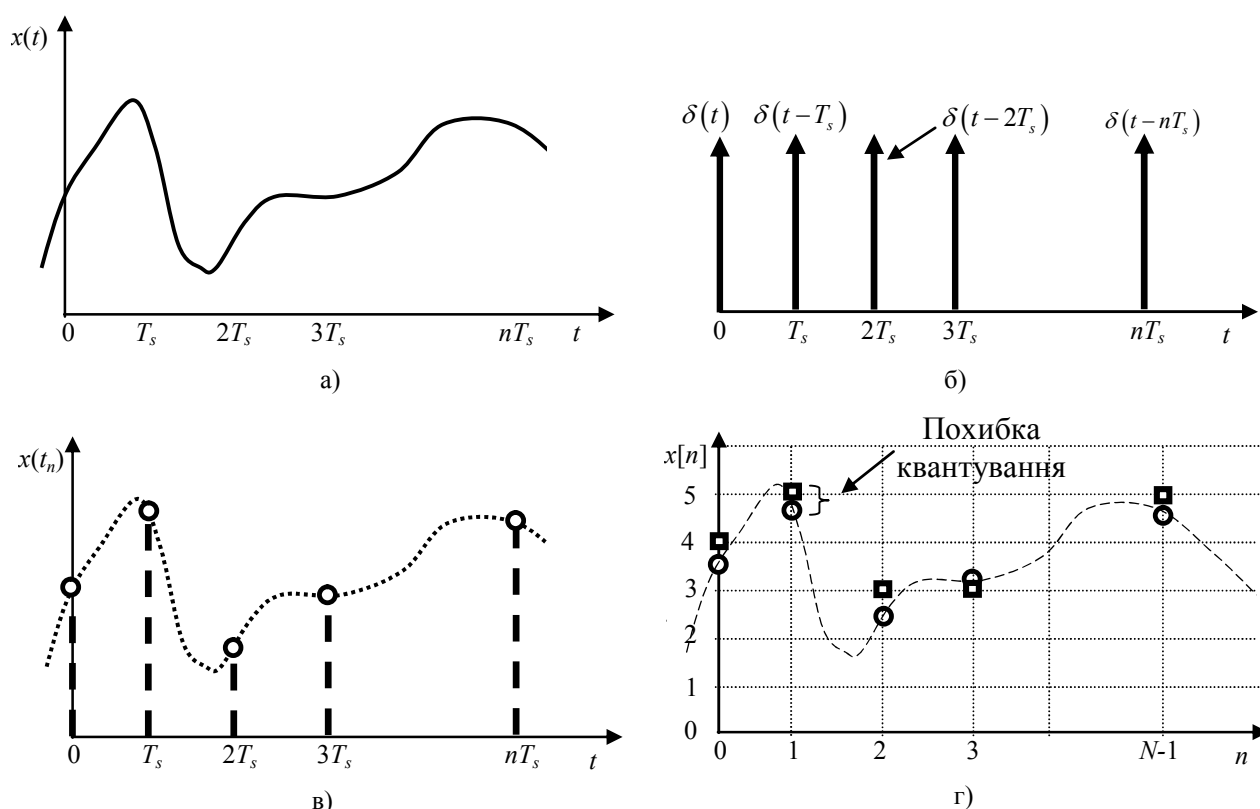 x(t)
0 T_s 2T_s 3T_s nT_s t
а)
δ(t) δ(t−T_s) δ(t−2T_s) δ(t−nT_s)
0 T_s 2T_s 3T_s nT_s t
б)
x(t_n)
0 T_s 2T_s 3T_s nT_s t
в)
Похибка
квантування
x[n]
5
4
3
2
1
0
0 1 2 3 N-1 n
г)